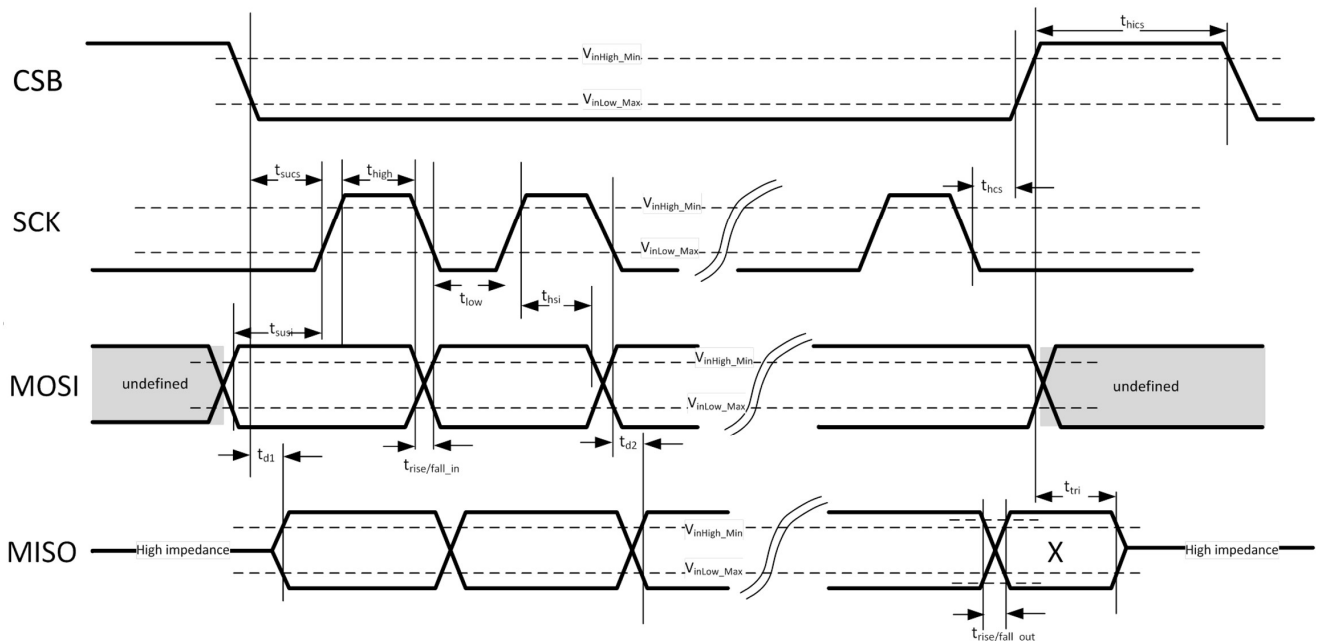 t_hics
V_inHigh_Min
CSB
V_inLow_Max
t_sucs
t_high
t_hcs
V_inHigh_Min
SCK
V_inLow_Max
t_low
t_hsi
t_susi
V_inHigh_Min
MOSI
undefined
undefined
V_inLow_Max
t_d1
t_rise/fall_in
t_d2
t_tri
V_inHigh_Min
MISO
High impedance
X
High impedance
V_inLow_Max
t_rise/fall_out